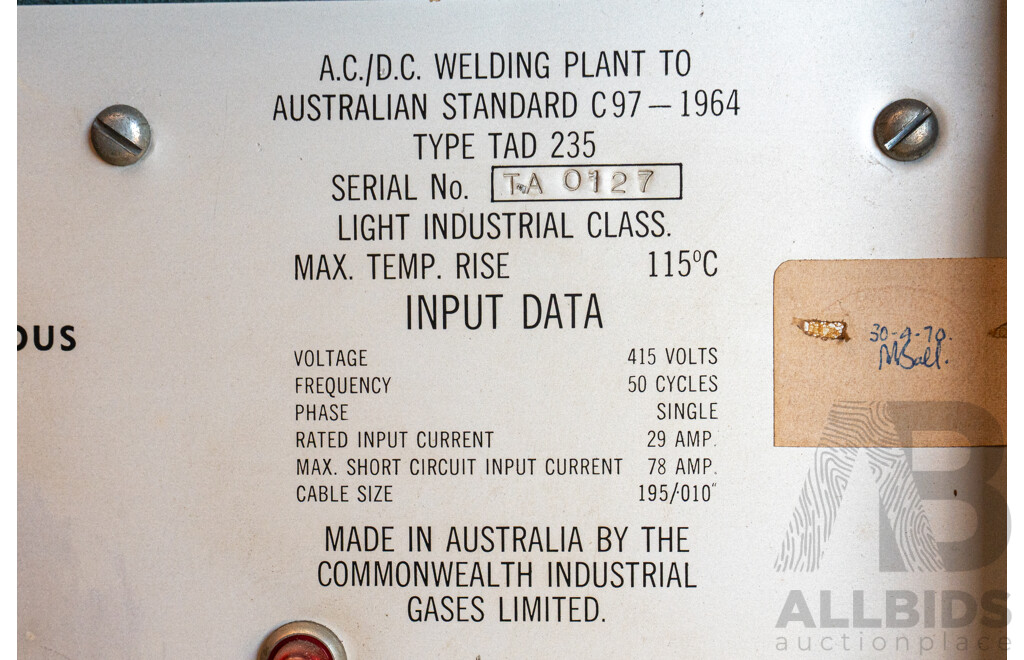 A.C./D.C. WELDING PLANT TO
AUSTRALIAN STANDARD C97 – 1964
TYPE TAD 235
SERIAL No. TA 0127
LIGHT INDUSTRIAL CLASS.
MAX. TEMP. RISE 115°C
INPUT DATA
OUS
VOLTAGE 415 VOLTS
FREQUENCY 50 CYCLES
PHASE SINGLE
RATED INPUT CURRENT 29 AMP.
MAX. SHORT CIRCUIT INPUT CURRENT 78 AMP.
CABLE SIZE 195/010"
MADE IN AUSTRALIA BY THE
COMMONWEALTH INDUSTRIAL
GASES LIMITED.
30-9-70.
MBall.
AB
ALLBIDS
auctionplace